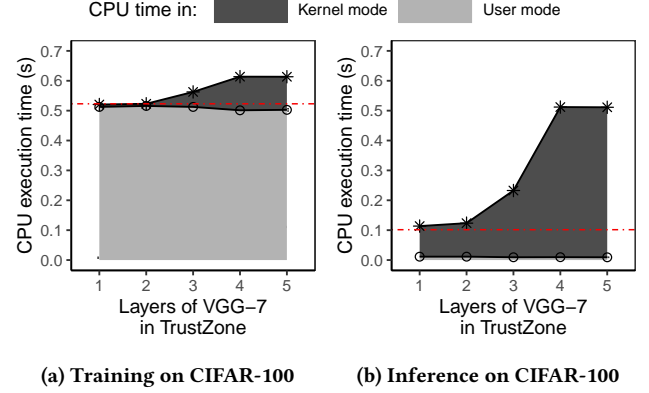 CPU time in: Kernel mode User mode
CPU execution time (s)
0.7
0.6
0.5
0.4
0.3
0.2
0.1
0.0
1 2 3 4 5
Layers of VGG−7
in TrustZone
(a) Training on CIFAR-100
CPU execution time (s)
0.7
0.6
0.5
0.4
0.3
0.2
0.1
0.0
1 2 3 4 5
Layers of VGG−7
in TrustZone
(b) Inference on CIFAR-100